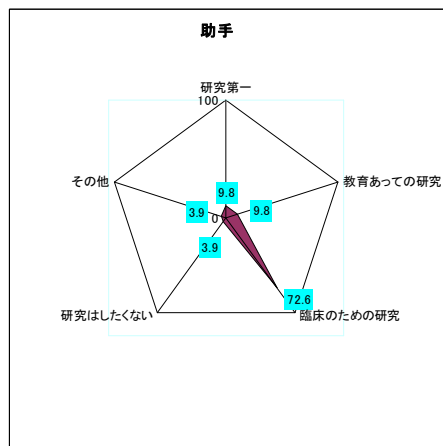 助手
研究第一
100
その他
教育あっての研究
9.8
3.9
0
9.8
3.9
72.6
研究はしたくない
臨床のための研究